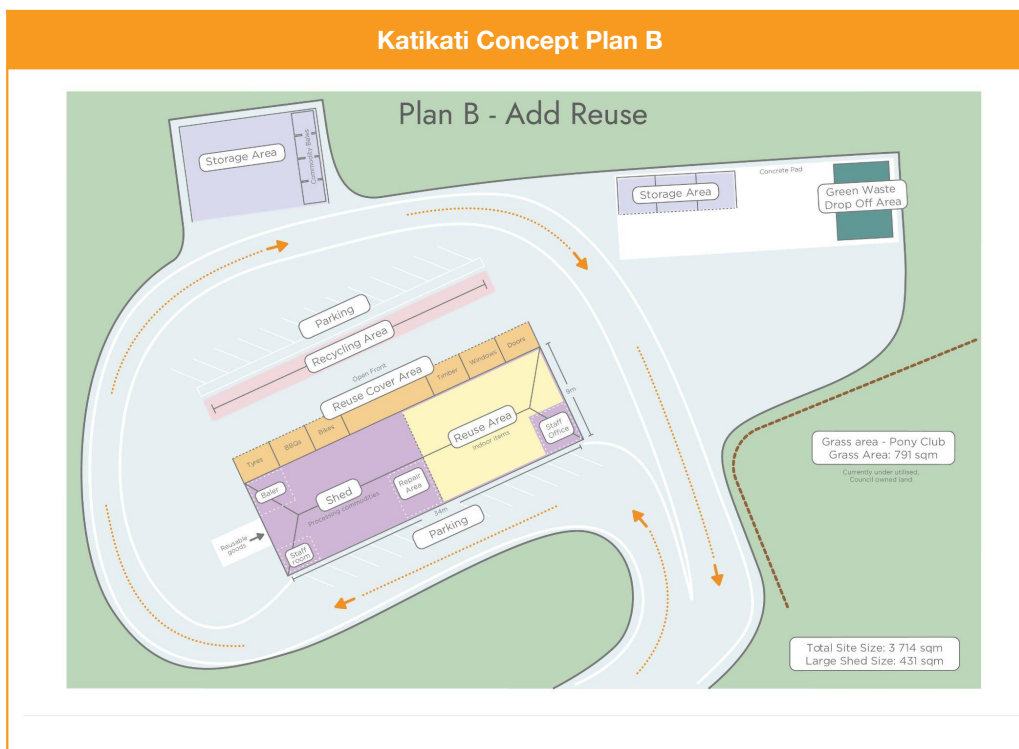 Katikati Concept Plan B
Plan B - Add Reuse
Storage Area
Commodity Bales
Concrete Pad
Storage Area
Green Waste
Drop Off Area
Parking
Recycling Area
Open Front
Reuse Cover Area
Tyres
BBQs
Bikes
Timber
Windows
Doors
9m
Reuse Area
Indoor items
Staff
Office
Baler
Shed
Processing commodities
Repair
Area
34m
Parking
Reusable
goods
Staff
room
Grass area - Pony Club
Grass Area: 791 sqm
Currently under utilised,
Council owned land
Total Site Size: 3 714 sqm
Large Shed Size: 431 sqm